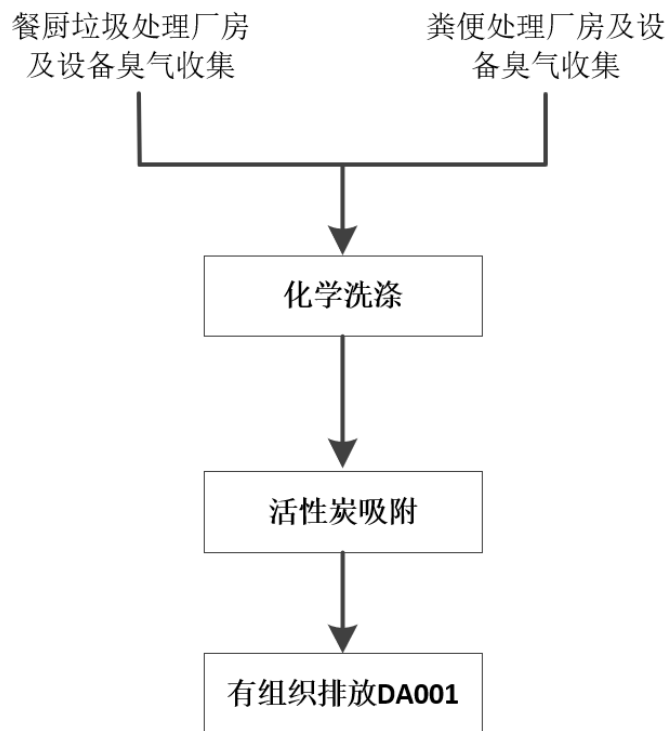 餐厨垃圾处理厂房
及设备臭气收集
粪便处理厂房及设
备臭气收集
化学洗涤
活性炭吸附
有组织排放DA001